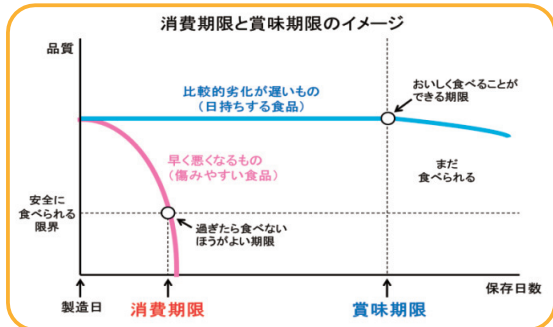 消費期限と賞味期限のイメージ
品質
比較的劣化が遅いもの
(日持ちする食品)
おいしく食べることが
できる期限
早く悪くなるもの
(傷みやすい食品)
まだ
食べられる
安全に
食べられる
限界
過ぎたら食べない
ほうがよい期限
保存日数
製造日
消費期限
賞味期限